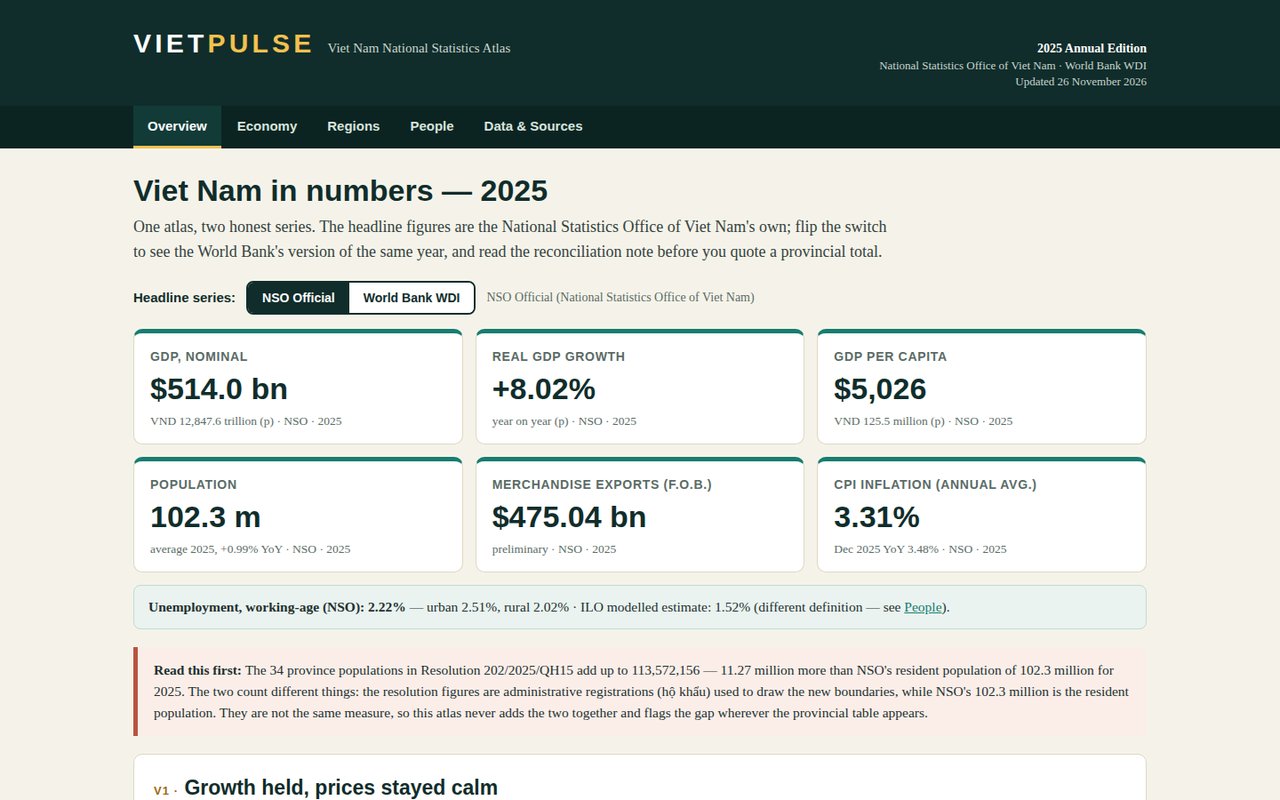 VIETPULSE Viet Nam National Statistics Atlas
2025 Annual Edition
National Statistics Office of Viet Nam · World Bank WDI
Updated 26 November 2026
Overview Economy Regions People Data & Sources
Viet Nam in numbers — 2025
One atlas, two honest series. The headline figures are the National Statistics Office of Viet Nam's own; flip the switch
to see the World Bank's version of the same year, and read the reconciliation note before you quote a provincial total.
Headline series: NSO Official World Bank WDI NSO Official (National Statistics Office of Viet Nam)
GDP, NOMINAL
$514.0 bn
VND 12,847.6 trillion (p) · NSO · 2025
REAL GDP GROWTH
+8.02%
year on year (p) · NSO · 2025
GDP PER CAPITA
$5,026
VND 125.5 million (p) · NSO · 2025
POPULATION
102.3 m
average 2025, +0.99% YoY · NSO · 2025
MERCHANDISE EXPORTS (F.O.B.)
$475.04 bn
preliminary · NSO · 2025
CPI INFLATION (ANNUAL AVG.)
3.31%
Dec 2025 YoY 3.48% · NSO · 2025
Unemployment, working-age (NSO): 2.22% — urban 2.51%, rural 2.02% · ILO modelled estimate: 1.52% (different definition — see People).
Read this first: The 34 province populations in Resolution 202/2025/QH15 add up to 113,572,156 — 11.27 million more than NSO's resident population of 102.3 million for
2025. The two count different things: the resolution figures are administrative registrations (hộ khẩu) used to draw the new boundaries, while NSO's 102.3 million is the resident
population. They are not the same measure, so this atlas never adds the two together and flags the gap wherever the provincial table appears.
V1 · Growth held, prices stayed calm